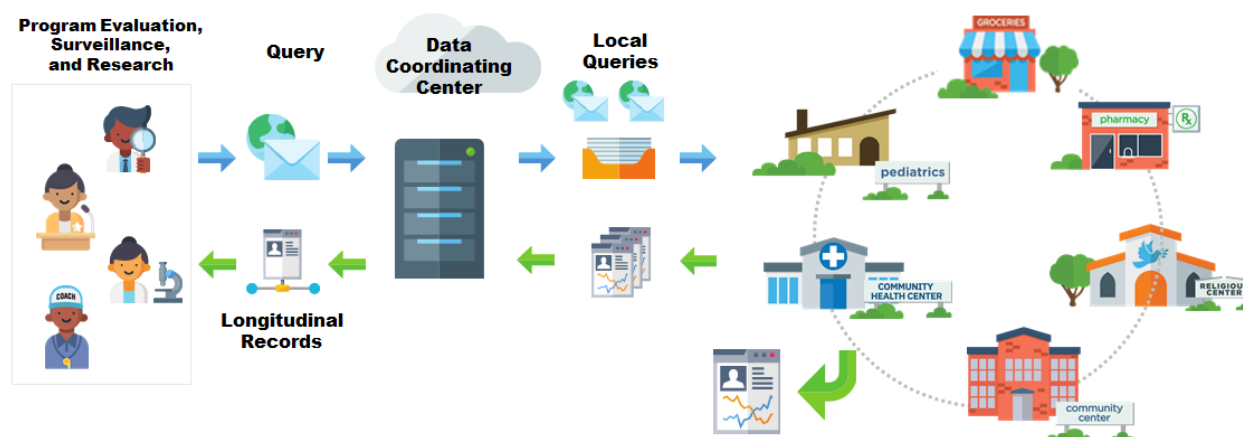 Program Evaluation,
Surveillance,
and Research
Query
Data
Coordinating
Center
Local
Queries
GROCERIES
pharmacy
Rx
pediatrics
COMMUNITY
HEALTH CENTER
RELIGIOUS
CENTER
COACH
Longitudinal
Records
community
center